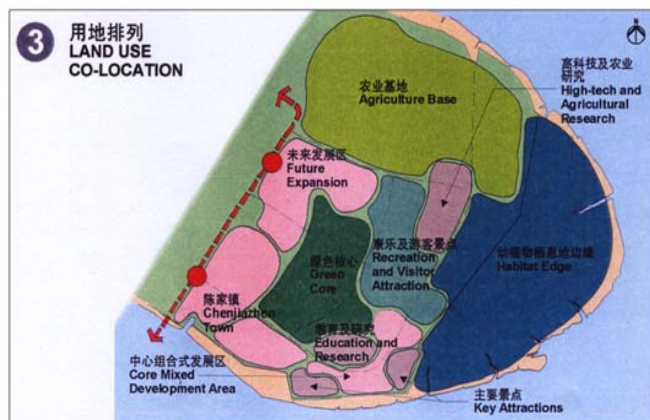 3
用地排列
LAND USE
CO-LOCATION
N
农业基地
Agriculture Base
高科技及农业
研究
High-tech and
Agricultural
Research
未来发展区
Future
Expansion
绿色核心
Green
Core
康乐及游客景点
Recreation
and Visitor
Attraction
动植物栖息地边缘
Habitat Edge
陈家镇
Chenjiazhen
Town
教育及研究
Education and
Research
中心组合式发展区
Core Mixed
Development Area
主要景点
Key Attractions